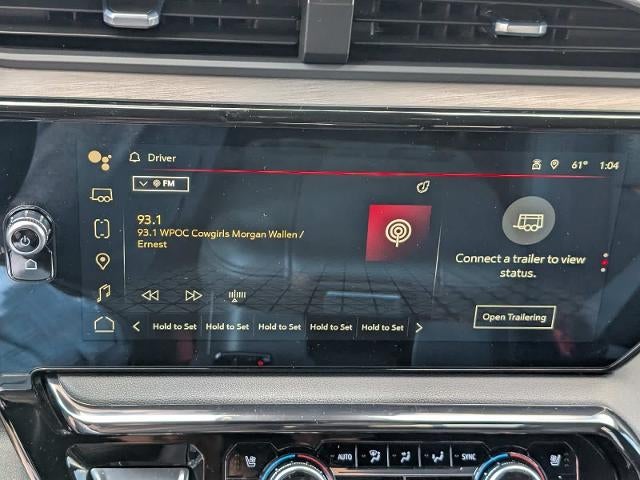 Driver
61° 1:04
FM
93.1
93.1 WPOC Cowgirls Morgan Wallen /
Ernest
Connect a trailer to view
status.
Open Trailering
Hold to Set Hold to Set Hold to Set Hold to Set Hold to Set
AUTO SYNC